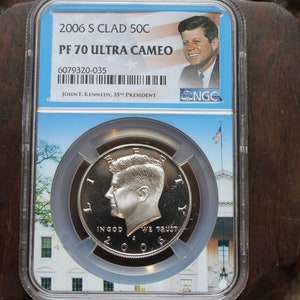 2006 S CLAD 50C
PF 70 ULTRA CAMEO
6079320-035
NGC
JOHN F. KENNEDY, 35TH PRESIDENT
LIBERTY
IN GOD WE TRUST
S
2006